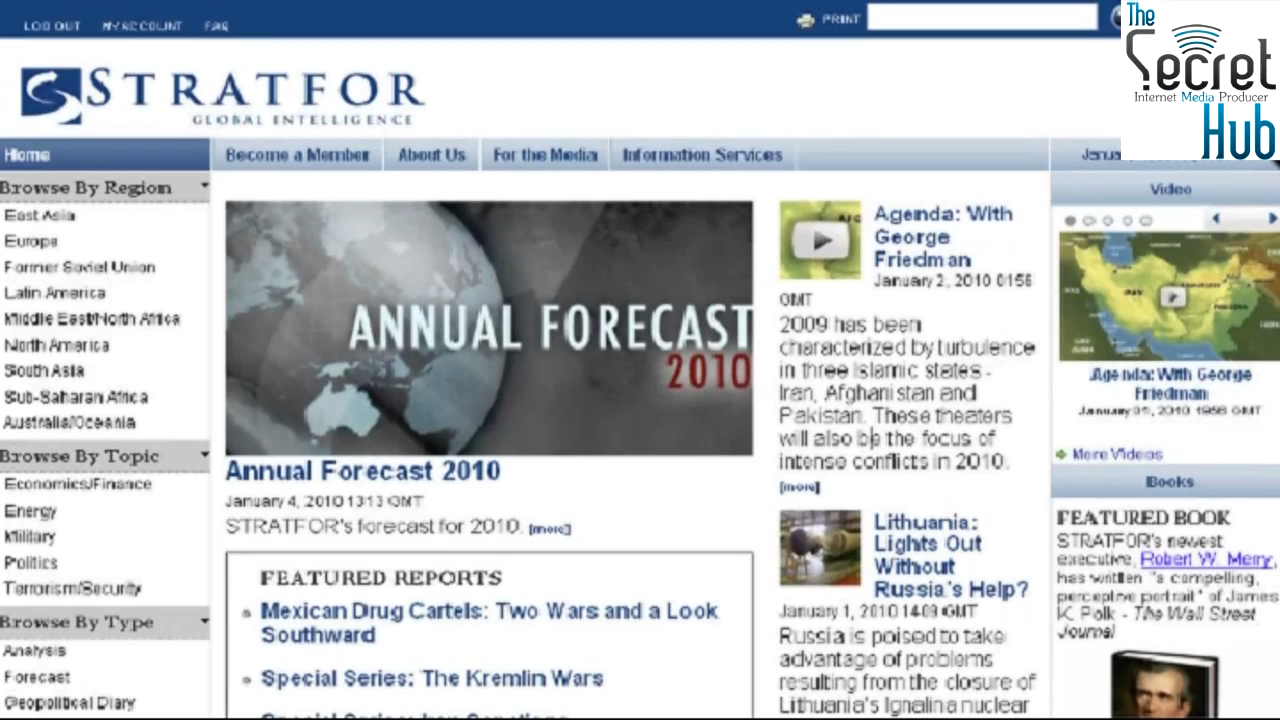 LOG OUT MY ACCOUNT FAQ
PRINT
The
Secret
Internet Media Producer
Hub
STRATFOR
GLOBAL INTELLIGENCE
Home
Become a Member
About Us
For the Media
Information Services
Browse By Region
East Asia
Europe
Former Soviet Union
Latin America
Middle East/North Africa
North America
South Asia
Sub-Saharan Africa
Australia/Oceania
Browse By Topic
Economics/Finance
Energy
Military
Politics
Terrorism/Security
Browse By Type
Analysis
Forecast
Geopolitical Diary
ANNUAL FORECAST
2010
Annual Forecast 2010
January 4, 2010 1313 GMT
STRATFOR's forecast for 2010. [more]
FEATURED REPORTS
Mexican Drug Cartels: Two Wars and a Look
Southward
Special Series: The Kremlin Wars
Agenda: With
George
Friedman
January 2, 2010 0156
GMT
2009 has been
characterized by turbulence
in three Islamic states -
Iran, Afghanistan and
Pakistan. These theaters
will also be the focus of
intense conflicts in 2010.
[more]
Lithuania:
Lights Out
Without
Russia's Help?
January 1, 2010 1409 GMT
Russia is poised to take
advantage of problems
resulting from the closure of
Lithuania's Ignalina nuclear
Video
Agenda: With George
Friedman
More Videos
Books
FEATURED BOOK
STRATFOR's newest
executive, Robert W. Merry,
has written "a compelling,
perceptive portrait" of James
K. Polk - The Wall Street
Journal